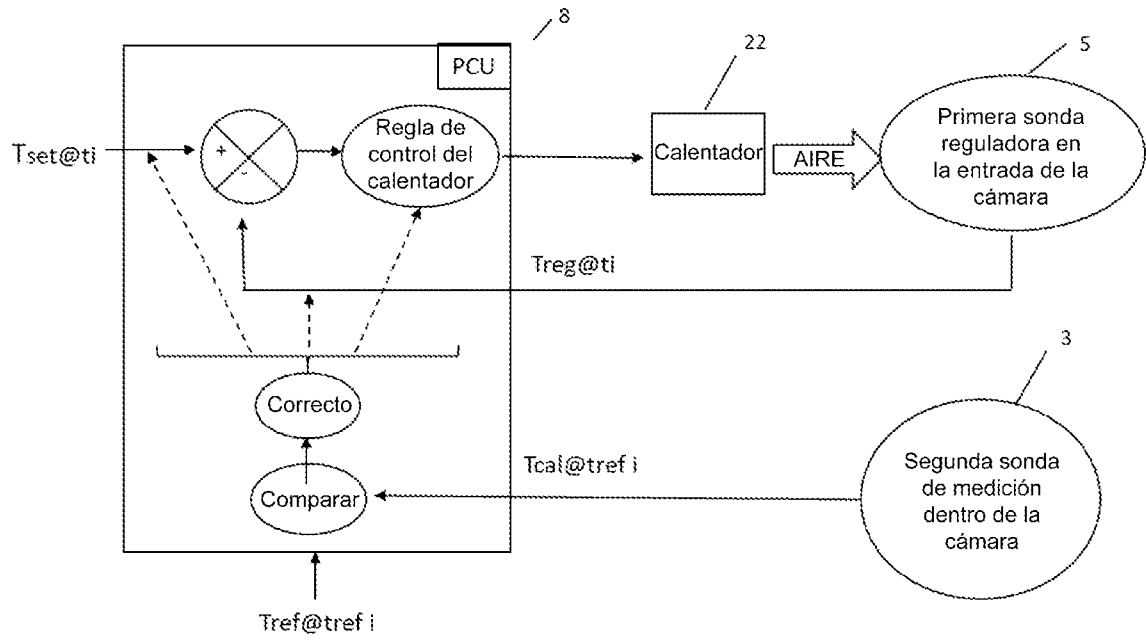 8
PCU
22
5
Tset@ti
+
-
Regla de
control del
calentador
Calentador
AIRE
Primera sonda
reguladora en
la entrada de la
cámara
Treg@ti
3
Correcto
Tcal@tref i
Comparar
Segunda sonda
de medición
dentro de la
cámara
Tref@tref i